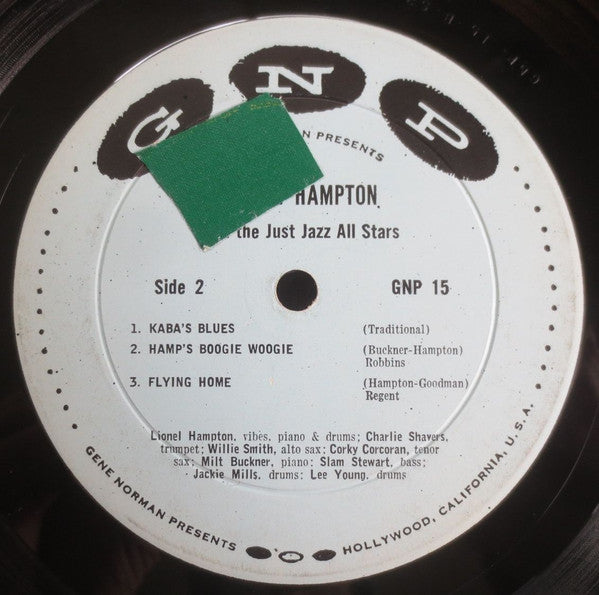 G N P
PRESENTS
HAMPTON
the Just Jazz All Stars
Side 2 GNP 15
1. KABA'S BLUES (Traditional)
2. HAMP'S BOOGIE WOOGIE (Buckner-Hampton)
Robbins
3. FLYING HOME (Hampton-Goodman)
Regent
Lionel Hampton, vibes, piano & drums; Charlie Shavers,
trumpet; Willie Smith, alto sax; Corky Corcoran, tenor
sax; Milt Buckner, piano; Slam Stewart, bass;
Jackie Mills, drums; Lee Young, drums
GENE NORMAN PRESENTS HOLLYWOOD, CALIFORNIA, U.S.A.